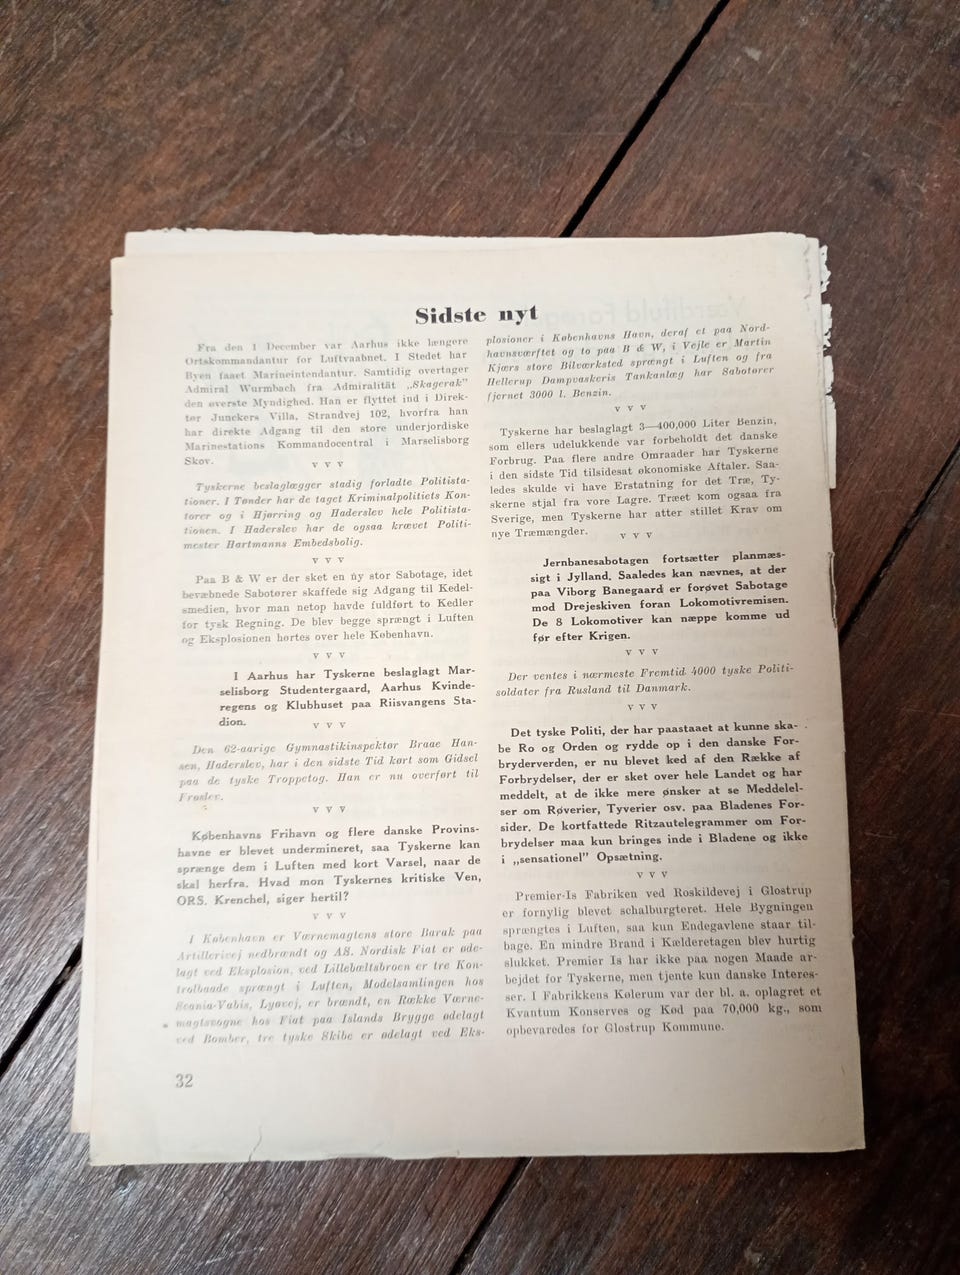 Sidste nyt
Fra den 1 December var Aarhus ikke længere
Ortskommandantur for Luftvaabnet. I Stedet har
Byen faaet Marineintendantur. Samtidig overtager
Admiral Wurmbach fra Admiralität „Skagerak"
den øverste Myndighed. Han er flyttet ind i Direk-
tør Junckers Villa, Strandvej 102, hvorfra han
har direkte Adgang til den store underjordiske
Marinestations Kommandocentral i Marselisborg
Skov.
v v v
Tyskerne beslaglægger stadig forladte Politista-
tioner. I Tønder har de taget Kriminalpolitiets Kon-
torer og i Hjørring og Haderslev hele Politista-
tionen. I Haderslev har de ogsaa krævet Politi-
mester Hartmanns Embedsbolig.
v v v
Paa B & W er der sket en ny stor Sabotage, idet
bevæbnede Sabotører skaffede sig Adgang til Kedel-
smedien, hvor man netop havde fuldført to Kedler
for tysk Regning. De blev begge sprængt i Luften
og Eksplosionen hørtes over hele København.
v v v
I Aarhus har Tyskerne beslaglagt Mar-
selisborg Studentergaard, Aarhus Kvinde-
regens og Klubhuset paa Riisvangens Sta-
dion.
v v v
Den 62-aarige Gymnastikinspektør Braae Han-
sen, Haderslev, har i den sidste Tid kørt som Gidsel
paa de tyske Troppetog. Han er nu overført til
Frøslev.
v v v
Københavns Frihavn og flere danske Provins-
havne er blevet undermineret, saa Tyskerne kan
sprænge dem i Luften med kort Varsel, naar de
skal herfra. Hvad mon Tyskernes kritiske Ven,
ORS. Krenchel, siger hertil?
v v v
I København er Værnemagtens store Barak paa
Artillerivej nedbrændt og AS. Nordisk Fiat er øde-
lagt ved Eksplosion, ved Lillebæltsbroen er tre Kon-
trolbaade sprængt i Luften, Modelsamlingen hos
Scania-Vabis, Lyøvej, er brændt, en Række Værne-
magtsvogne hos Fiat paa Islands Brygge ødelagt
ved Bomber, tre tyske Skibe er ødelagt ved Eks-
plosioner i Københavns Havn, deraf et paa Nord-
havnsværftet og to paa B & W, i Vejle er Martin
Kjærs store Bilværksted sprængt i Luften og fra
Hellerup Dampvaskeris Tankanlæg har Sabotører
fjernet 3000 l. Benzin.
v v v
Tyskerne har beslaglagt 3—400,000 Liter Benzin,
som ellers udelukkende var forbeholdt det danske
Forbrug. Paa flere andre Omraader har Tyskerne
i den sidste Tid tilsidesat økonomiske Aftaler. Saa-
ledes skulde vi have Erstatning for det Træ, Ty-
skerne stjal fra vore Lagre. Træet kom ogsaa fra
Sverige, men Tyskerne har atter stillet Krav om
nye Træmængder.
v v v
Jernbanesabotagen fortsætter planmæs-
sigt i Jylland. Saaledes kan nævnes, at der
paa Viborg Banegaard er forøvet Sabotage
mod Drejeskiven foran Lokomotivremisen.
De 8 Lokomotiver kan næppe komme ud
før efter Krigen.
v v v
Der ventes i nærmeste Fremtid 4000 tyske Politi-
soldater fra Rusland til Danmark.
v v v
Det tyske Politi, der har paastaaet at kunne ska-
be Ro og Orden og rydde op i den danske For-
bryderverden, er nu blevet ked af den Række af
Forbrydelser, der er sket over hele Landet og har
meddelt, at de ikke mere ønsker at se Meddelel-
ser om Røverier, Tyverier osv. paa Bladenes For-
sider. De kortfattede Ritzautelegrammer om For-
brydelser maa kun bringes inde i Bladene og ikke
i „sensationel" Opsætning.
v v v
Premier-Is Fabriken ved Roskildevej i Glostrup
er fornylig blevet schalburgteret. Hele Bygningen
sprængtes i Luften, saa kun Endegavlene staar til-
bage. En mindre Brand i Kælderetagen blev hurtig
slukket. Premier Is har ikke paa nogen Maade ar-
bejdet for Tyskerne, men tjente kun danske Interes-
ser. I Fabrikkens Kølerum var der bl. a. oplagret et
Kvantum Konserves og Kød paa 70,000 kg., som
opbevaredes for Glostrup Kommune.
32